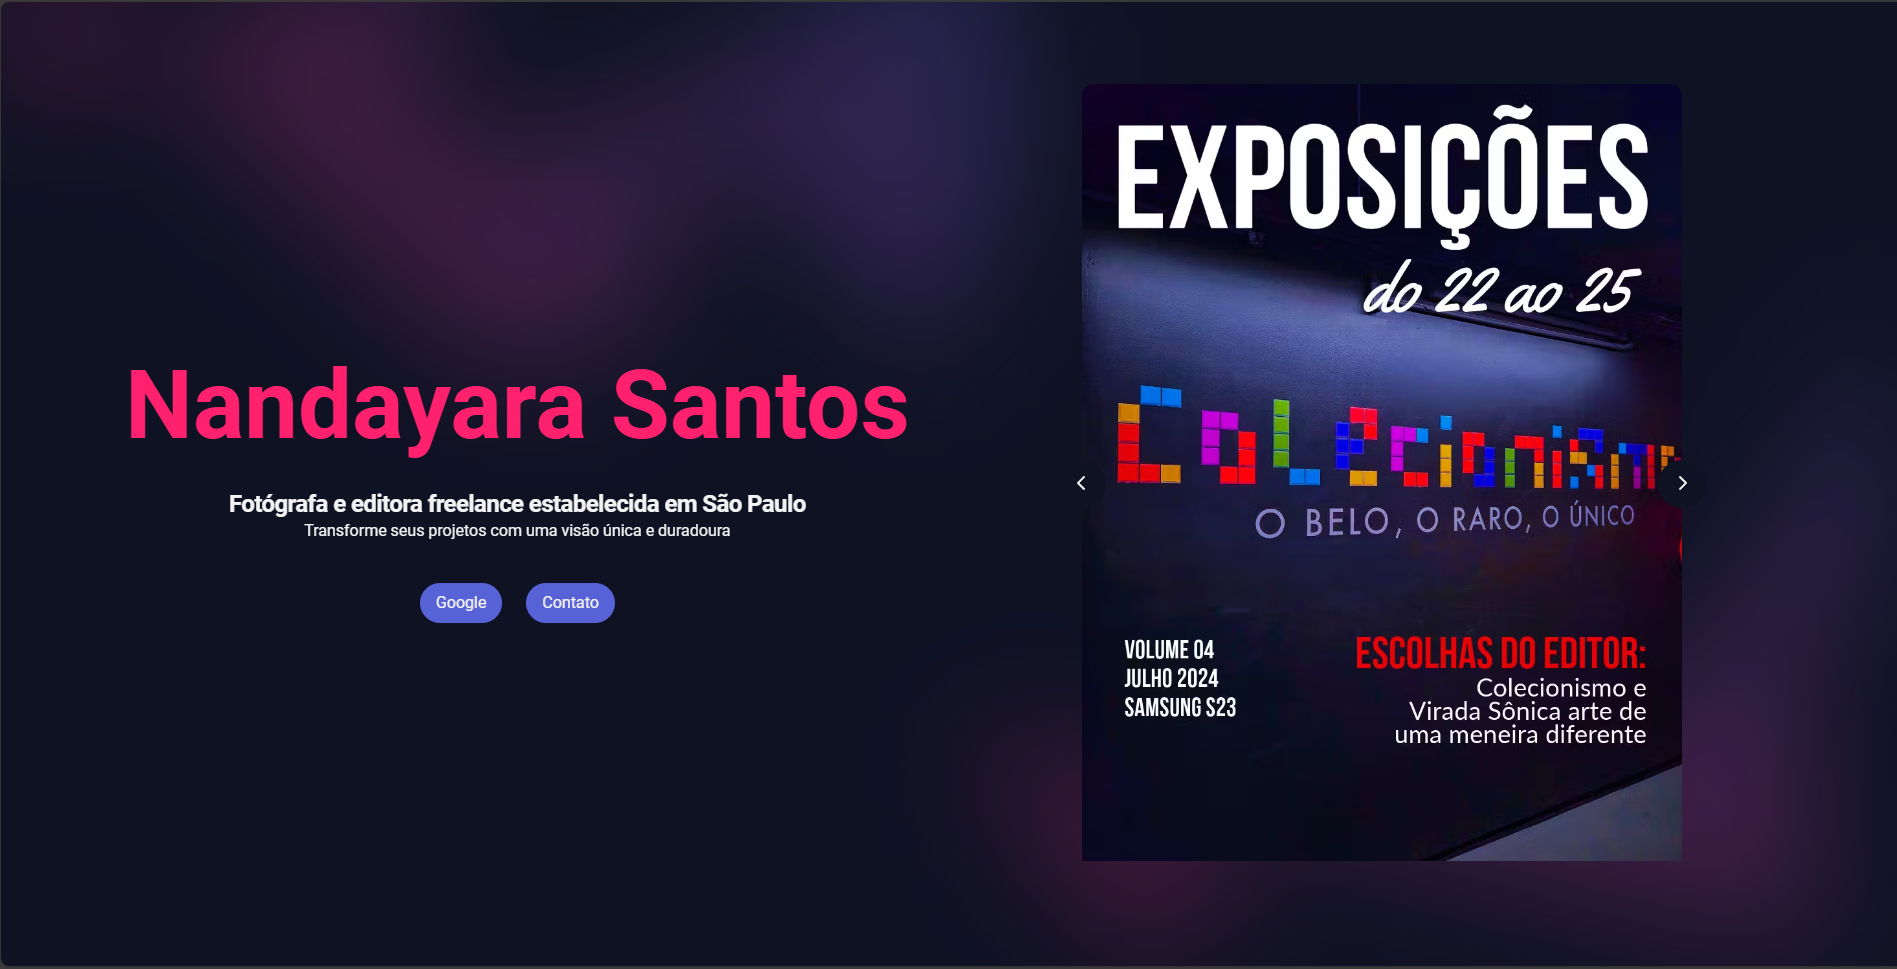 Nandayara Santos
Fotógrafa e editora freelance estabelecida em São Paulo
Transforme seus projetos com uma visão única e duradoura
Google
Contato
EXPOSIÇÕES
do 22 ao 25
Colecionismo
O BELO, O RARO, O ÚNICO
VOLUME 04
JULHO 2024
SAMSUNG S23
ESCOLHAS DO EDITOR:
Colecionismo e
Virada Sônica arte de
uma meneira diferente